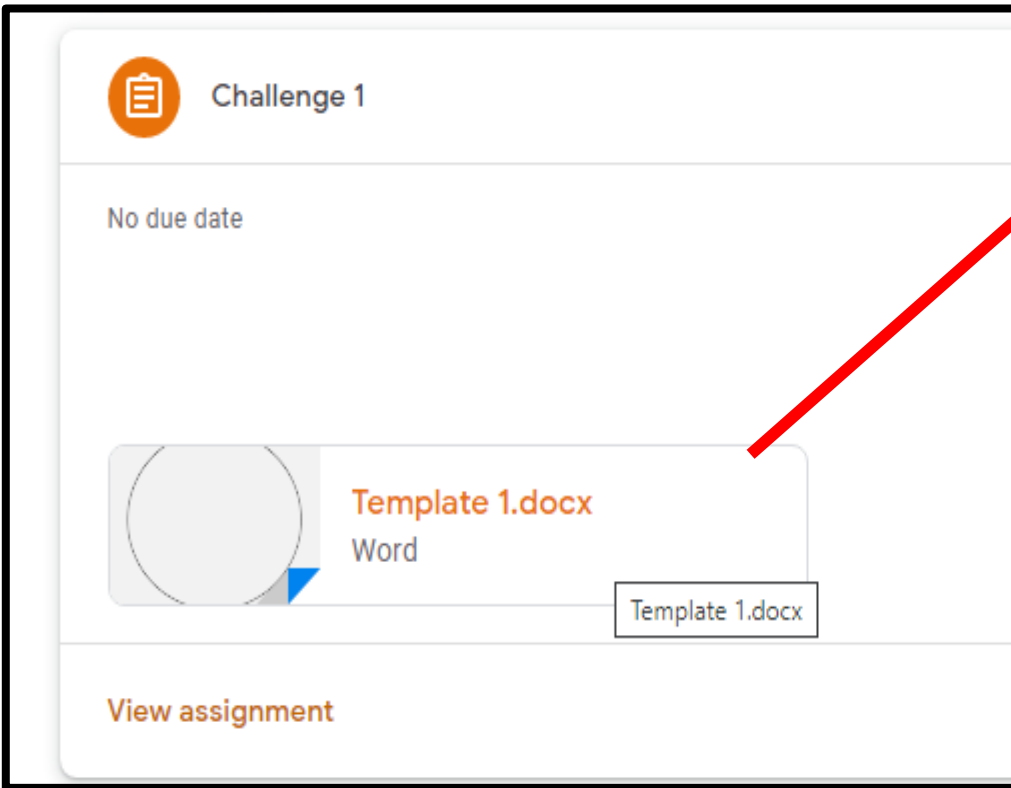 Challenge 1
No due date
Template 1.docx
Word
Template 1.docx
View assignment